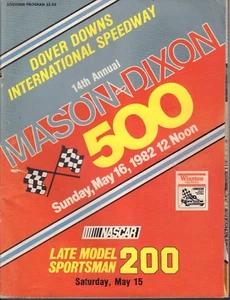 SOUVENIR PROGRAM $3.00
DOVER DOWNS
INTERNATIONAL SPEEDWAY
14th Annual
MASON-DIXON
500
Sunday, May 16, 1982 12 Noon
Winston
NASCAR
LATE MODEL
SPORTSMAN 200
Saturday, May 15